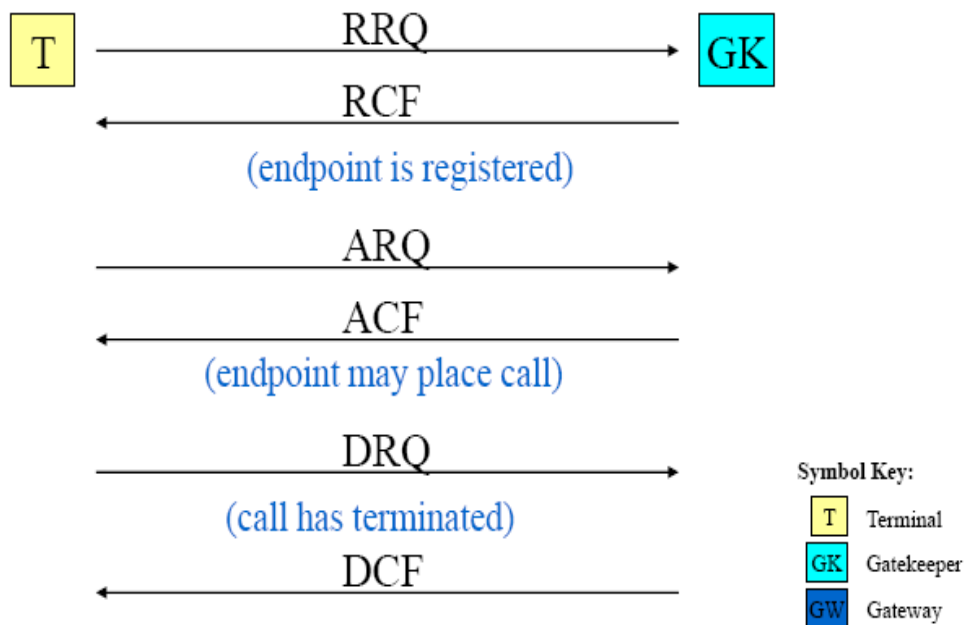 T
RRQ
GK
RCF
(endpoint is registered)
ARQ
ACF
(endpoint may place call)
DRQ
(call has terminated)
DCF
Symbol Key:
T Terminal
GK Gatekeeper
GW Gateway